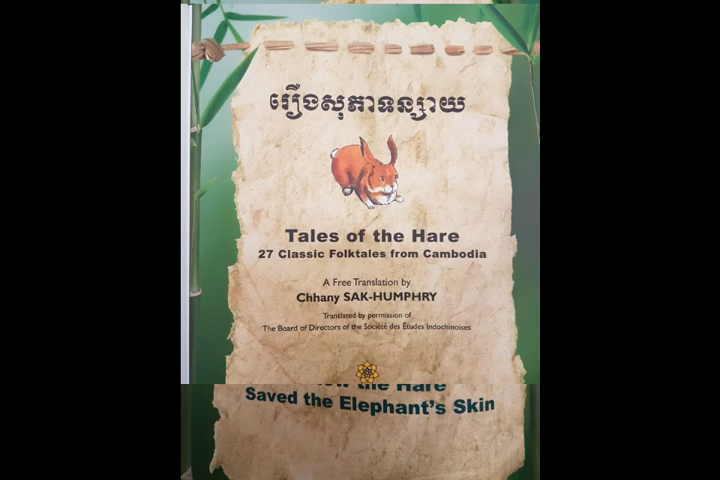 រឿងសុភាទន្សាយ
Tales of the Hare
27 Classic Folktales from Cambodia
A Free Translation by
Chhany SAK-HUMPHRY
Translated by permission of
The Board of Directors of the Société des Études Indochinoises
the Hare
Saved the Elephant's Skin